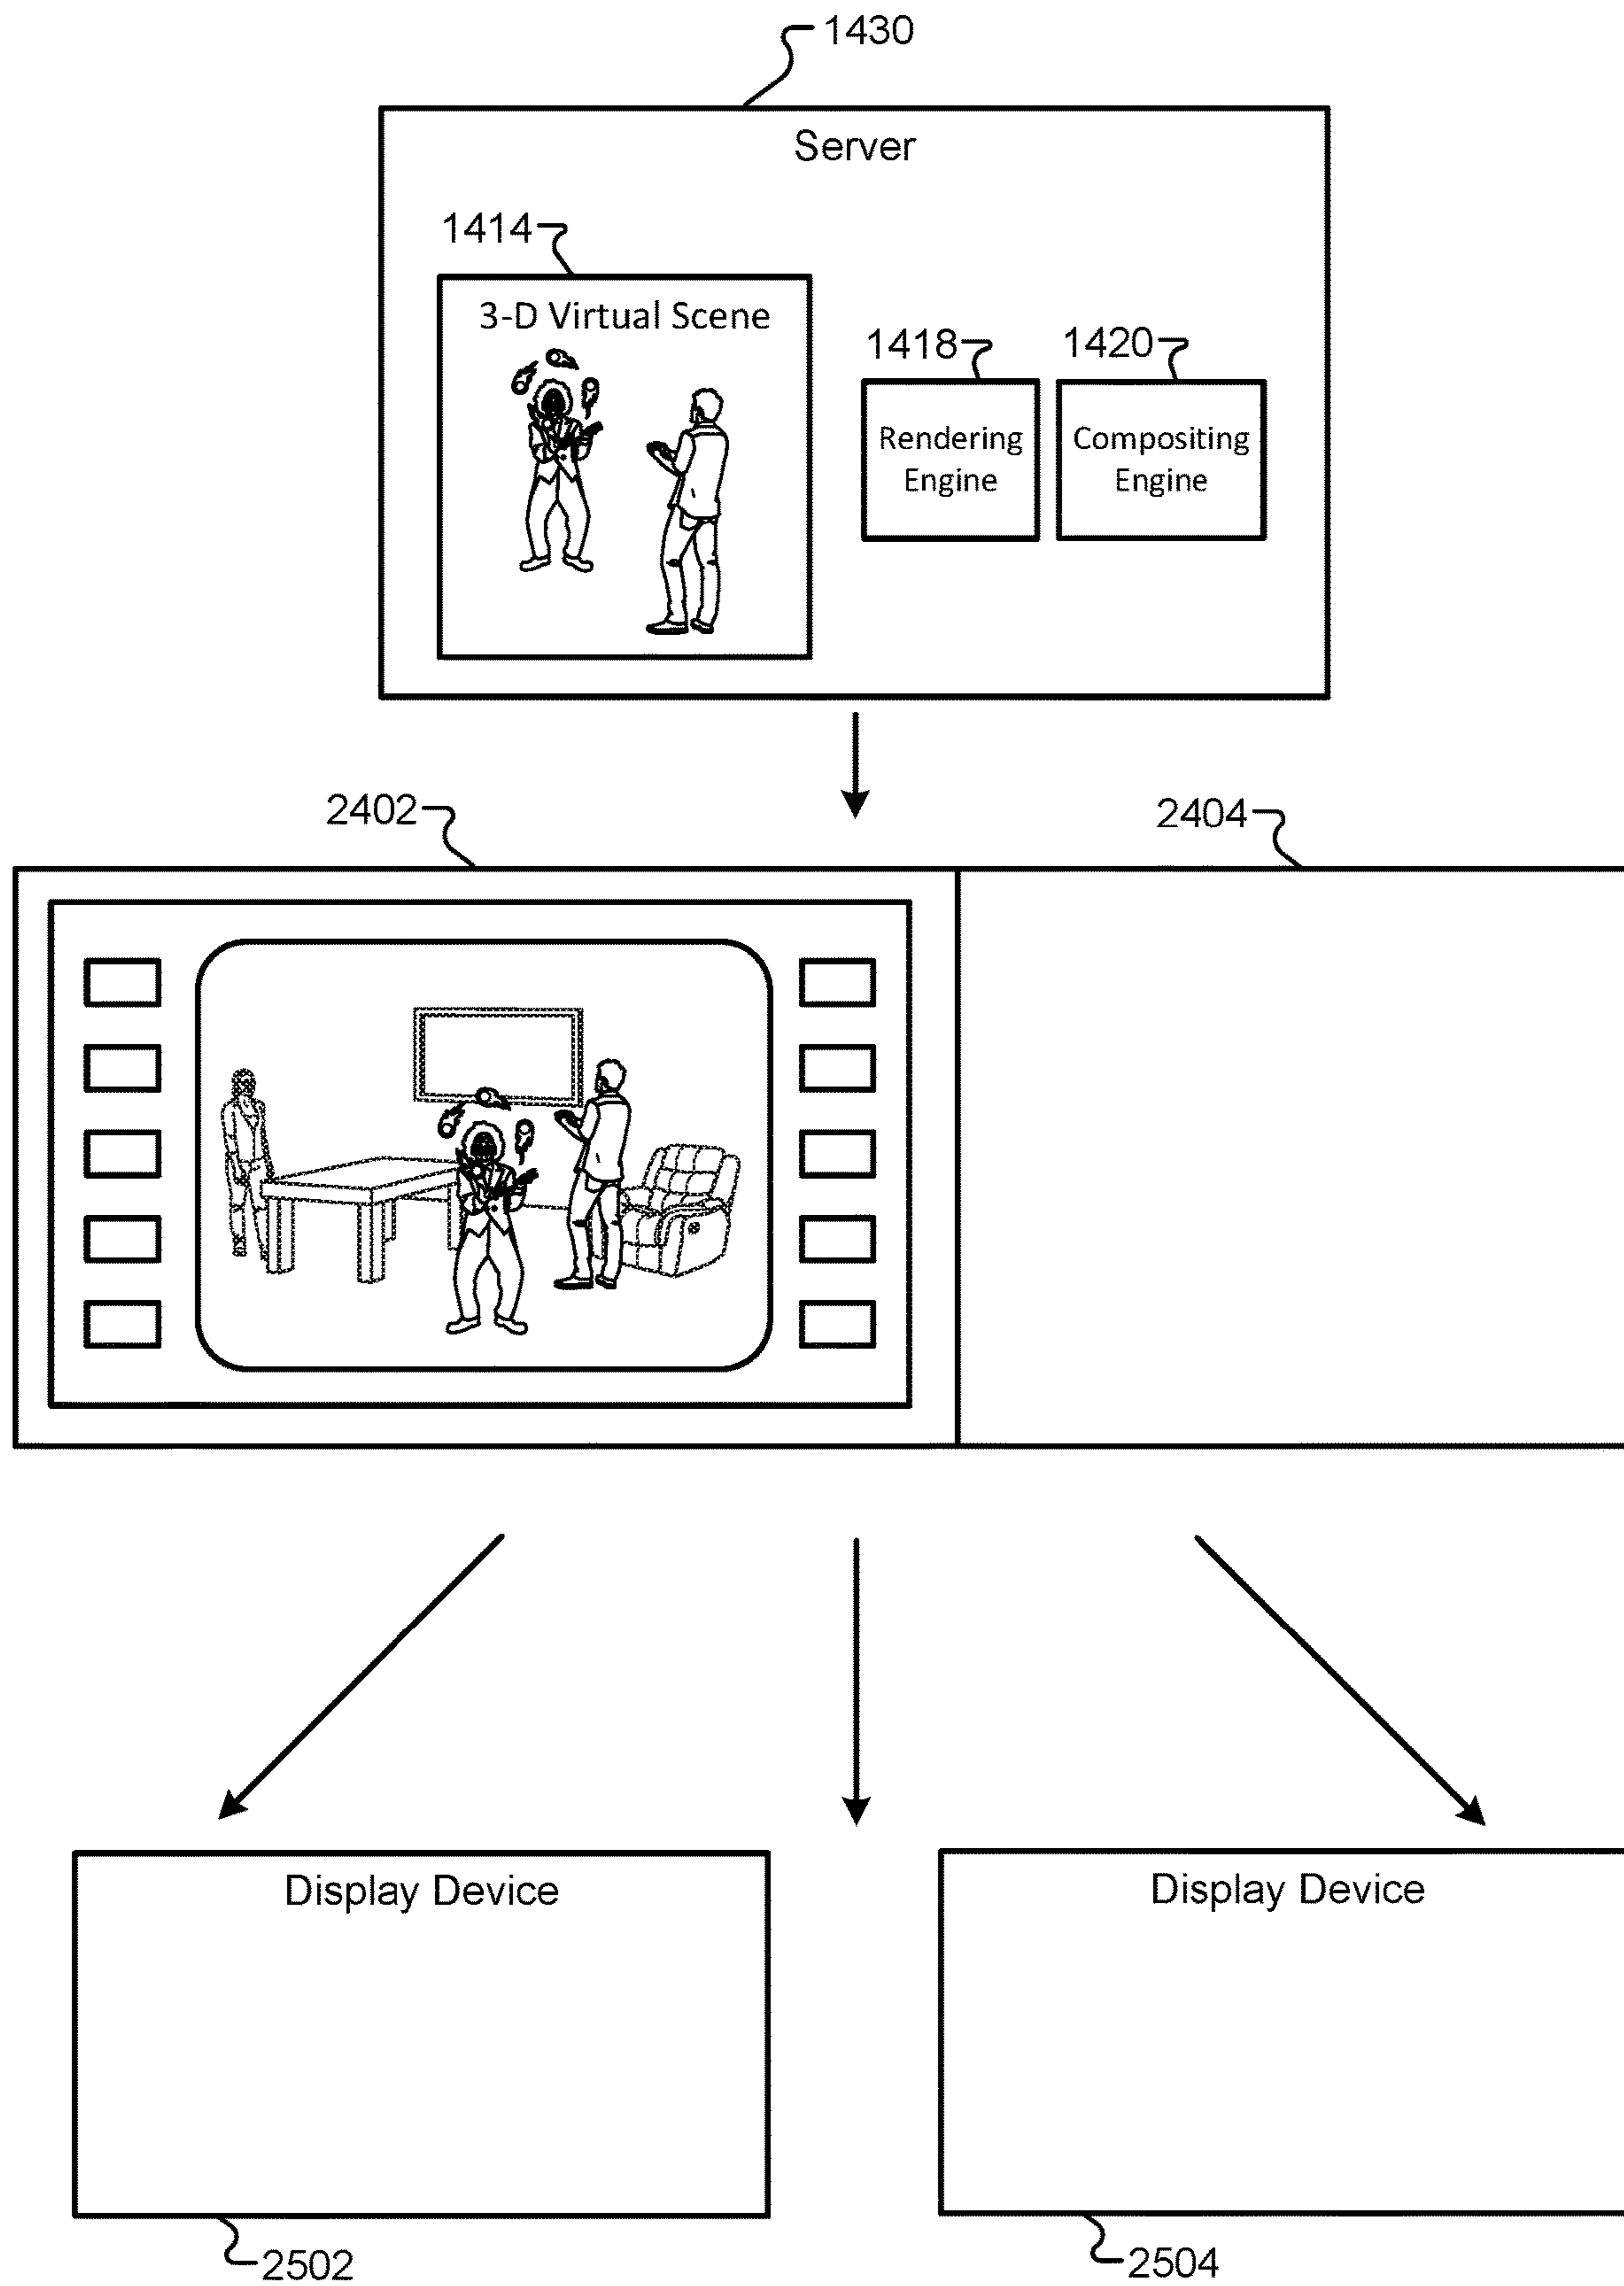 1430
Server
1414
3-D Virtual Scene
1418
1420
Rendering
Engine
Compositing
Engine
2402
2404
Display Device
Display Device
2502
2504